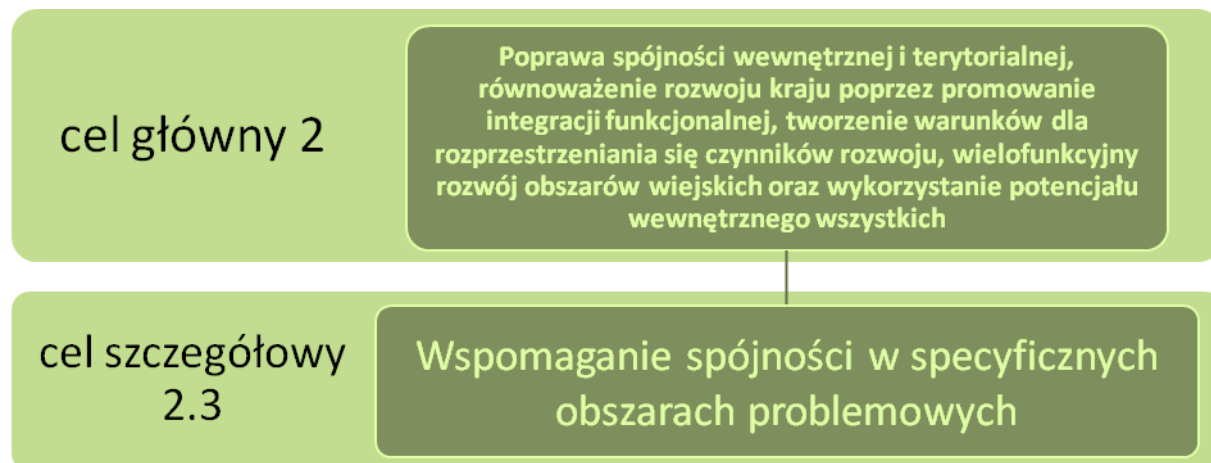 cel główny 2
Poprawa spójności wewnętrznej i terytorialnej,
równoważenie rozwoju kraju poprzez promowanie
integracji funkcjonalnej, tworzenie warunków dla
rozprzestrzeniania się czynników rozwoju, wielofunkcyjny
rozwój obszarów wiejskich oraz wykorzystanie potencjału
wewnętrznego wszystkich
cel szczegółowy
2.3
Wspomaganie spójności w specyficznych
obszarach problemowych